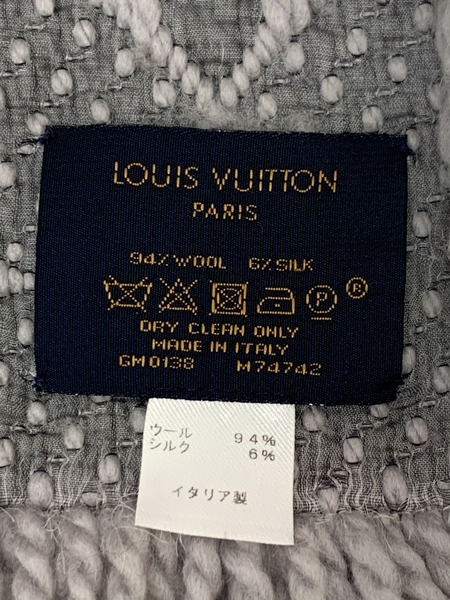 LOUIS VUITTON
PARIS
94% WOOL 6% SILK
P ®
DRY CLEAN ONLY
MADE IN ITALY
GM0138 M74742
ウール 94%
シルク 6%
イタリア製